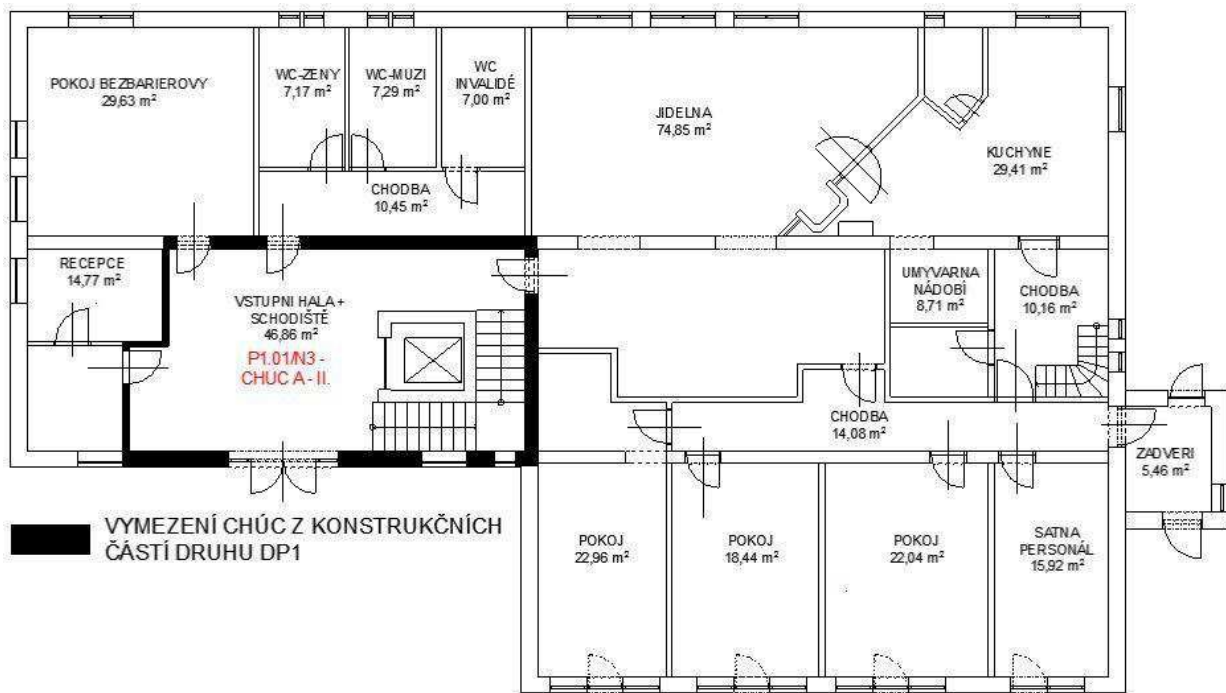 POKOJ BEZBARIEROVY
29,63 m²
WC-ZENY
7,17 m²
WC-MUZI
7,29 m²
WC
INVALIDÉ
7,00 m²
JIDELNA
74,85 m²
KUCHYNE
29,41 m²
CHODBA
10,45 m²
RECEPCE
14,77 m²
VSTUPNI HALA +
SCHODIŠTĚ
46,86 m²
P1.01/N3 -
CHUC A - II.
UMYVARNA
NÁDOBÍ
8,71 m²
CHODBA
10,16 m²
CHODBA
14,08 m²
ZADVERI
5,46 m²
VYMEZENÍ CHÚC Z KONSTRUKČNÍCH
ČÁSTÍ DRUHU DP1
POKOJ
22,96 m²
POKOJ
18,44 m²
POKOJ
22,04 m²
SATNA
PERSONÁL
15,92 m²